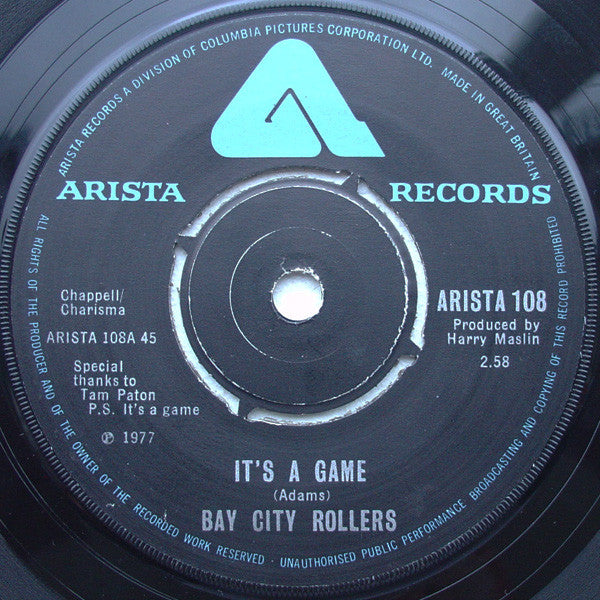 ARISTA RECORDS A DIVISION OF COLUMBIA PICTURES CORPORATION LTD. MADE IN GREAT BRITAIN
ARISTA RECORDS
Chappell/
Charisma
ARISTA 108A 45
Special
thanks to
Tam Paton
P.S. It's a game
℗ 1977
ARISTA 108
Produced by
Harry Maslin
2.58
IT'S A GAME
(Adams)
BAY CITY ROLLERS
ALL RIGHTS OF THE PRODUCER AND OF THE OWNER OF THE RECORDED WORK RESERVED · UNAUTHORISED PUBLIC PERFORMANCE BROADCASTING AND COPYING OF THIS RECORD PROHIBITED